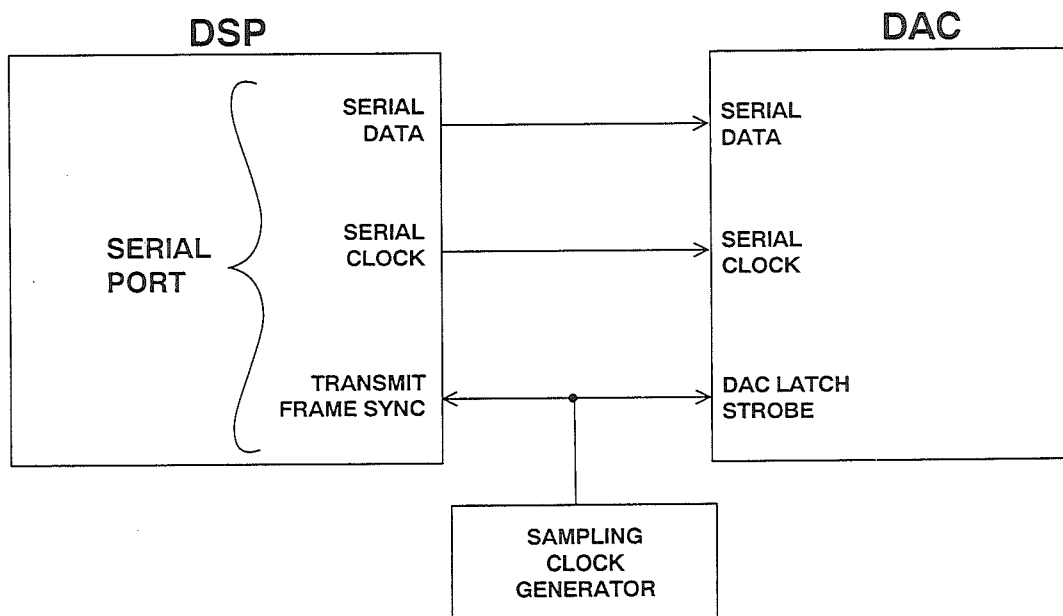 DSP
DAC
SERIAL
DATA
SERIAL
DATA
SERIAL
PORT
SERIAL
CLOCK
SERIAL
CLOCK
TRANSMIT
FRAME SYNC
DAC LATCH
STROBE
SAMPLING
CLOCK
GENERATOR